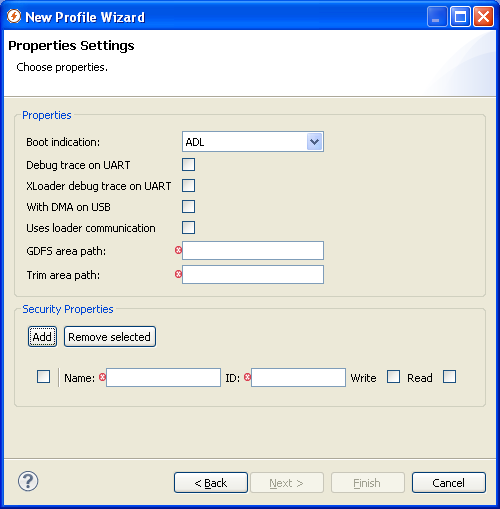 New Profile Wizard
Properties Settings
Choose properties.
Properties
Boot indication: ADL
Debug trace on UART
XLoader debug trace on UART
With DMA on USB
Uses loader communication
GDFS area path:
Trim area path:
Security Properties
Add Remove selected
Name: ID: Write Read
? < Back Next > Finish Cancel